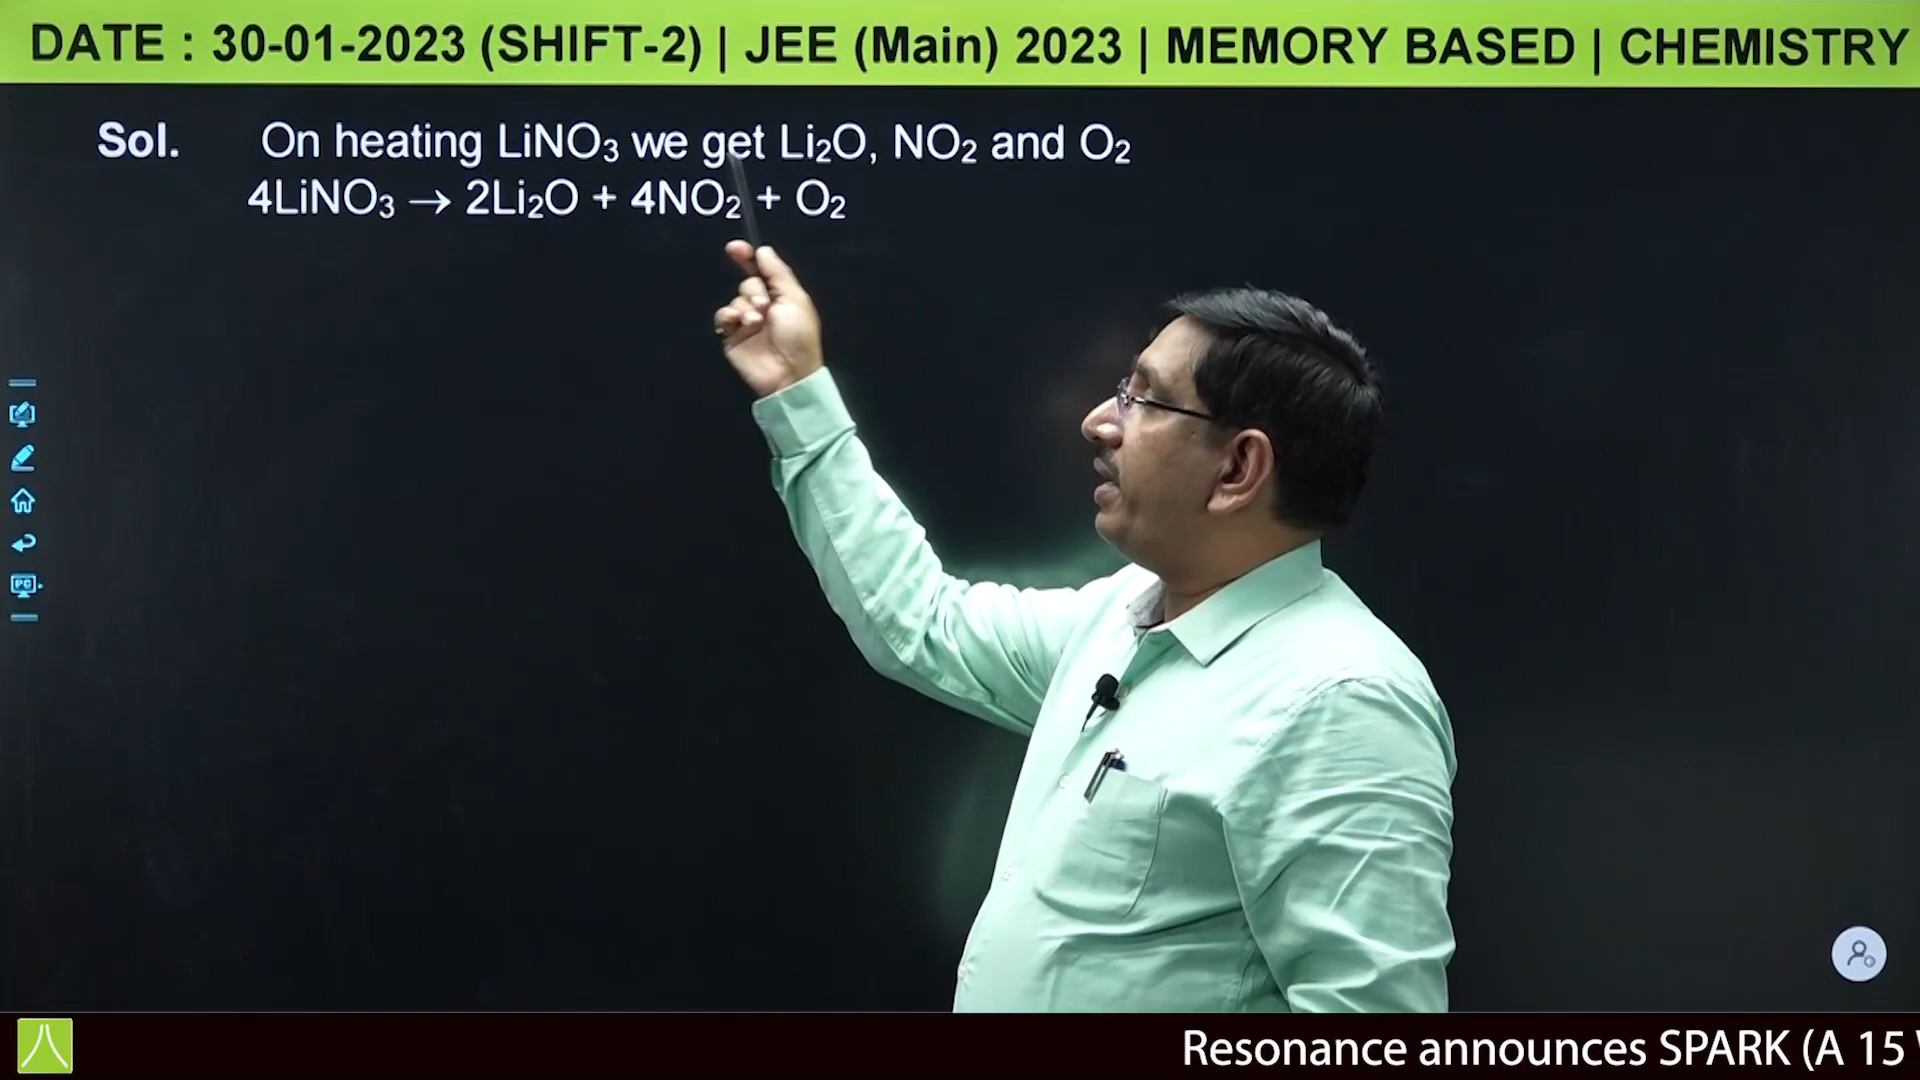 DATE : 30-01-2023 (SHIFT-2) | JEE (Main) 2023 | MEMORY BASED | CHEMISTRY
Sol. On heating LiNO₃ we get Li₂O, NO₂ and O₂
4LiNO₃ → 2Li₂O + 4NO₂ + O₂
PC
Resonance announces SPARK (A 15